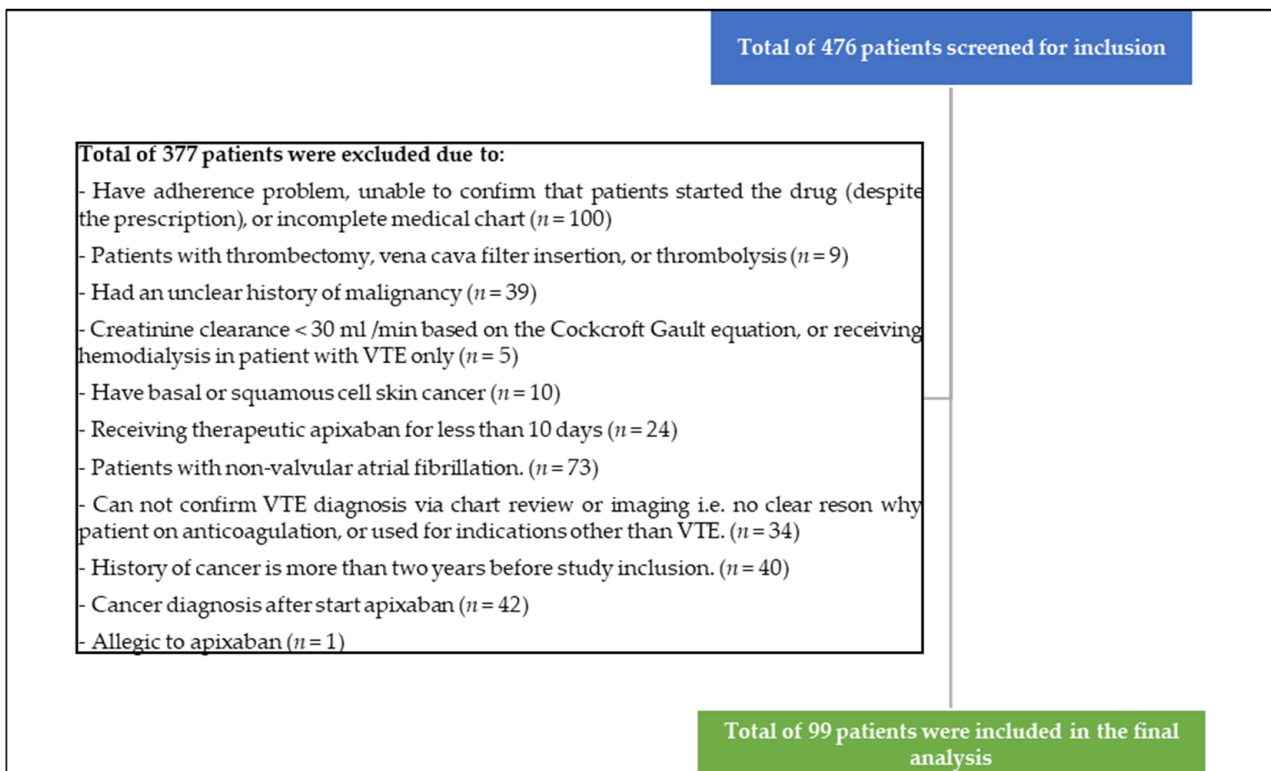 Total of 476 patients screened for inclusion
Total of 377 patients were excluded due to:
- Have adherence problem, unable to confirm that patients started the drug (despite
the prescription), or incomplete medical chart (n = 100)
- Patients with thrombectomy, vena cava filter insertion, or thrombolysis (n = 9)
- Had an unclear history of malignancy (n = 39)
- Creatinine clearance < 30 ml /min based on the Cockcroft Gault equation, or receiving
hemodialysis in patient with VTE only (n = 5)
- Have basal or squamous cell skin cancer (n = 10)
- Receiving therapeutic apixaban for less than 10 days (n = 24)
- Patients with non-valvular atrial fibrillation. (n = 73)
- Can not confirm VTE diagnosis via chart review or imaging i.e. no clear reson why
patient on anticoagulation, or used for indications other than VTE. (n = 34)
- History of cancer is more than two years before study inclusion. (n = 40)
- Cancer diagnosis after start apixaban (n = 42)
- Allegic to apixaban (n = 1)
Total of 99 patients were included in the final
analysis